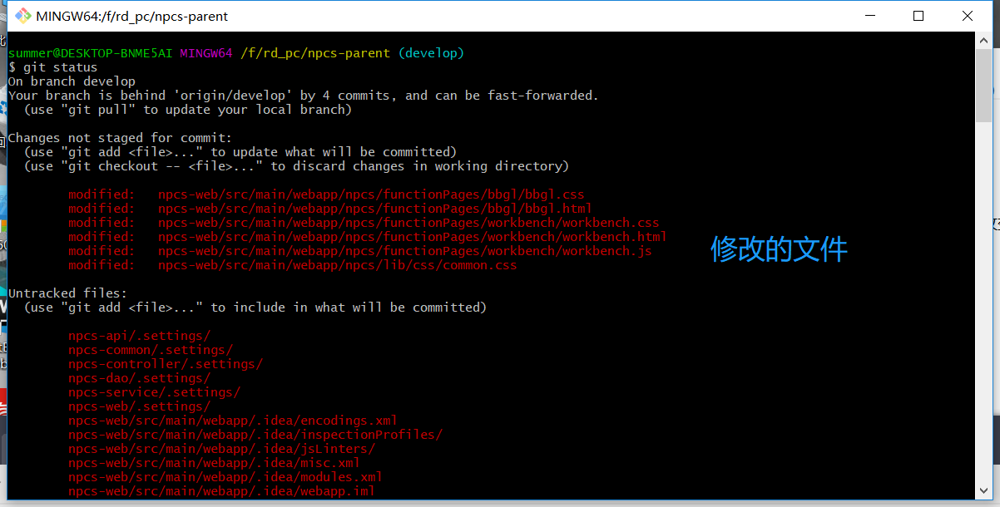 MINGW64:/f/rd_pc/npcs-parent
summer@DESKTOP-BNME5AI MINGW64 /f/rd_pc/npcs-parent (develop)
$ git status
On branch develop
Your branch is behind 'origin/develop' by 4 commits, and can be fast-forwarded.
  (use "git pull" to update your local branch)
Changes not staged for commit:
  (use "git add <file>..." to update what will be committed)
  (use "git checkout -- <file>..." to discard changes in working directory)
        modified:   npcs-web/src/main/webapp/npcs/functionPages/bbgl/bbgl.css
        modified:   npcs-web/src/main/webapp/npcs/functionPages/bbgl/bbgl.html
        modified:   npcs-web/src/main/webapp/npcs/functionPages/workbench/workbench.css
        modified:   npcs-web/src/main/webapp/npcs/functionPages/workbench/workbench.html
        modified:   npcs-web/src/main/webapp/npcs/functionPages/workbench/workbench.js
        modified:   npcs-web/src/main/webapp/npcs/lib/css/common.css
修改的文件
Untracked files:
  (use "git add <file>..." to include in what will be committed)
        npcs-api/.settings/
        npcs-common/.settings/
        npcs-controller/.settings/
        npcs-dao/.settings/
        npcs-service/.settings/
        npcs-web/.settings/
        npcs-web/src/main/webapp/.idea/encodings.xml
        npcs-web/src/main/webapp/.idea/inspectionProfiles/
        npcs-web/src/main/webapp/.idea/jsLinters/
        npcs-web/src/main/webapp/.idea/misc.xml
        npcs-web/src/main/webapp/.idea/modules.xml
        npcs-web/src/main/webapp/.idea/webapp.iml